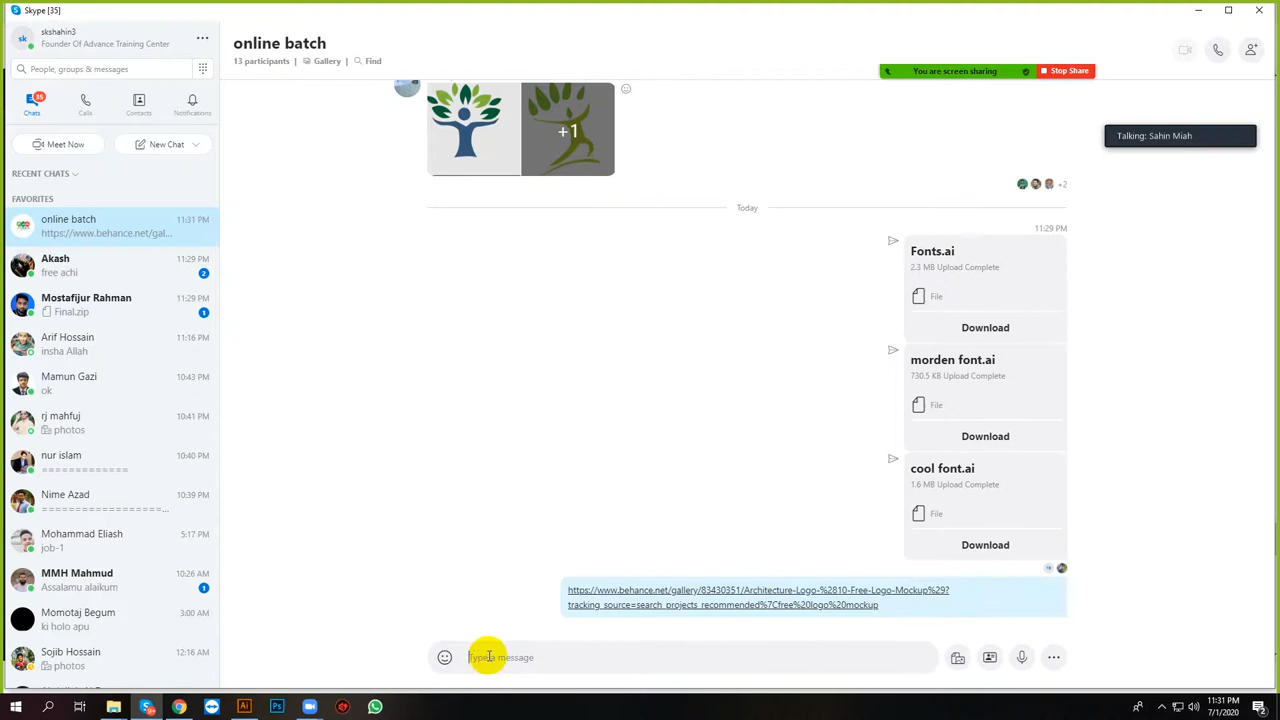 Skype [35]
sk
skshahin3
Founder Of Advance Training Center
People, groups & messages
35
Chats
Calls
Contacts
Notifications
Meet Now
New Chat
RECENT CHATS
FAVORITES
online batch
11:31 PM
https://www.behance.net/gal...
Akash
11:29 PM
free achi
2
Mostafijur Rahman
11:29 PM
Final.zip
1
Arif Hossain
11:16 PM
insha Allah
Mamun Gazi
10:43 PM
ok
rj mahfuj
10:41 PM
photos
nur islam
10:40 PM
=============
Nime Azad
10:39 PM
==================...
Mohammad Eliash
5:17 PM
job-1
MMH Mahmud
10:26 AM
Assalamu alaikum
1
Momotaj Begum
3:00 AM
ki holo apu
Sojib Hossain
12:16 AM
photos
online batch
13 participants
Gallery
Find
You are screen sharing
Stop Share
Talking: Sahin Miah
+1
+2
Today
11:29 PM
Fonts.ai
2.3 MB Upload Complete
File
Download
morden font.ai
730.5 KB Upload Complete
File
Download
cool font.ai
1.6 MB Upload Complete
File
Download
https://www.behance.net/gallery/83430351/Architecture-Logo-%2810-Free-Logo-Mockup%29?
tracking_source=search_projects_recommended%7Cfree%20logo%20mockup
Type a message
Ai
Ps
11:31 PM
7/1/2020
2